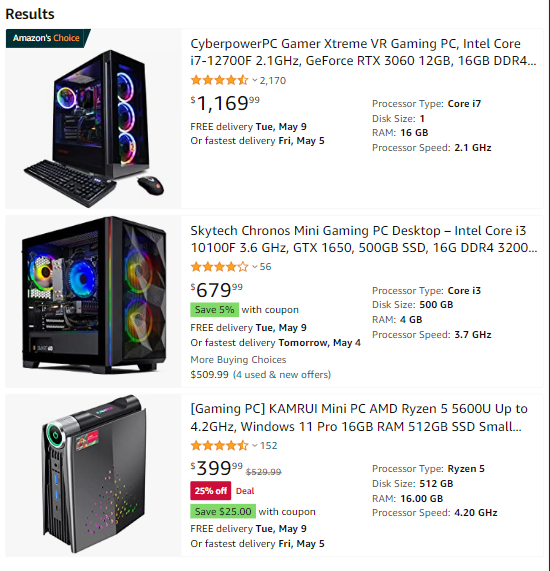 Results
Amazon's Choice
CyberpowerPC Gamer Xtreme VR Gaming PC, Intel Core
i7-12700F 2.1GHz, GeForce RTX 3060 12GB, 16GB DDR4...
2,170
$1,169.99
FREE delivery Tue, May 9
Or fastest delivery Fri, May 5
Processor Type: Core i7
Disk Size: 1
RAM: 16 GB
Processor Speed: 2.1 GHz
Skytech Chronos Mini Gaming PC Desktop – Intel Core i3
10100F 3.6 GHz, GTX 1650, 500GB SSD, 16G DDR4 3200...
56
$679.99
Save 5% with coupon
FREE delivery Tue, May 9
Or fastest delivery Tomorrow, May 4
More Buying Choices
$509.99 (4 used & new offers)
Processor Type: Core i3
Disk Size: 500 GB
RAM: 4 GB
Processor Speed: 3.7 GHz
[Gaming PC] KAMRUI Mini PC AMD Ryzen 5 5600U Up to
4.2GHz, Windows 11 Pro 16GB RAM 512GB SSD Small...
152
$399.99 $529.99
25% off Deal
Save $25.00 with coupon
FREE delivery Tue, May 9
Or fastest delivery Fri, May 5
Processor Type: Ryzen 5
Disk Size: 512 GB
RAM: 16.00 GB
Processor Speed: 4.20 GHz